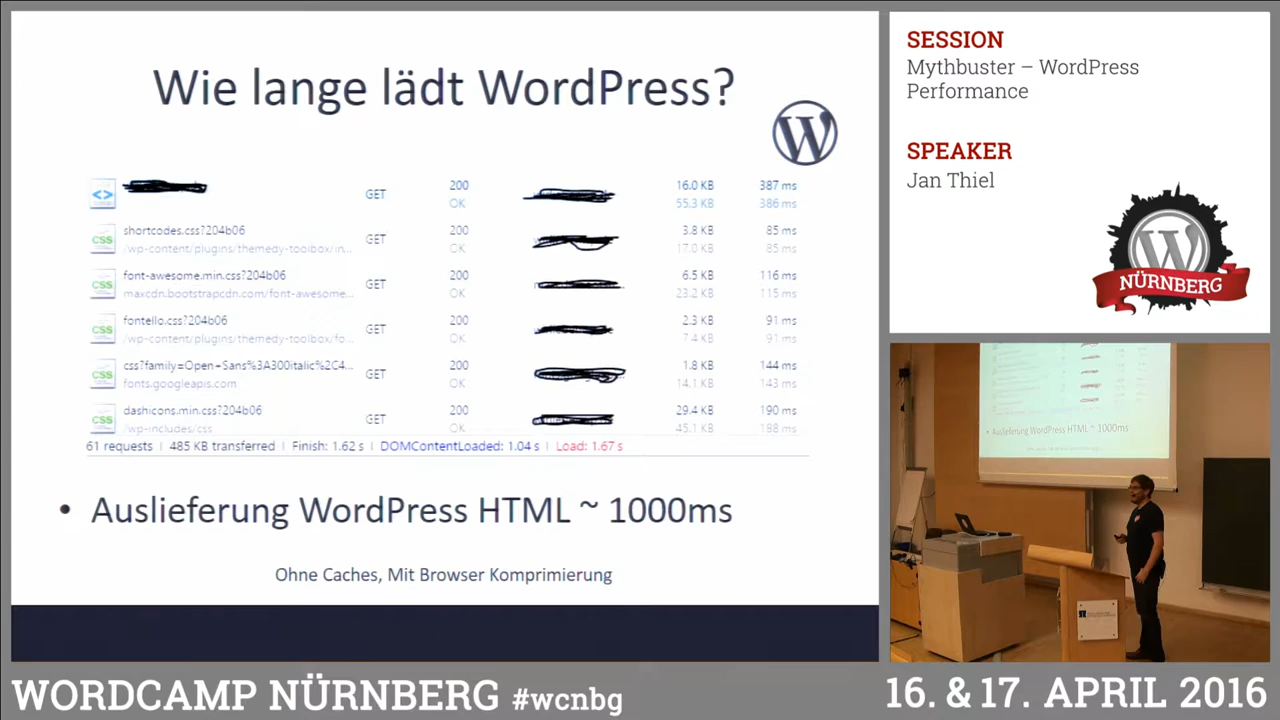 Wie lange lädt WordPress?
GET 200 16.0 KB 387 ms
OK 55.3 KB 386 ms
shortcodes.css?204b06 GET 200 3.8 KB 85 ms
/wp-content/plugins/themedy-toolbox/in... OK 17.0 KB 85 ms
font-awesome.min.css?204b06 GET 200 6.5 KB 116 ms
maxcdn.bootstrapcdn.com/font-awesome... OK 23.2 KB 115 ms
fontello.css?204b06 GET 200 2.3 KB 91 ms
/wp-content/plugins/themedy-toolbox/fo... OK 7.4 KB 91 ms
css?family=Open+Sans%3A300italic%2C4... GET 200 1.8 KB 144 ms
fonts.googleapis.com OK 14.1 KB 143 ms
dashicons.min.css?204b06 GET 200 29.4 KB 190 ms
/wp-includes/css OK 45.1 KB 188 ms
61 requests | 485 KB transferred | Finish: 1.62 s | DOMContentLoaded: 1.04 s | Load: 1.67 s
• Auslieferung WordPress HTML ~ 1000ms
Ohne Caches, Mit Browser Komprimierung
SESSION
Mythbuster – WordPress
Performance
SPEAKER
Jan Thiel
NÜRNBERG
• Auslieferung WordPress HTML ~ 1000ms
WORDCAMP NÜRNBERG #wcnbg
16. & 17. APRIL 2016